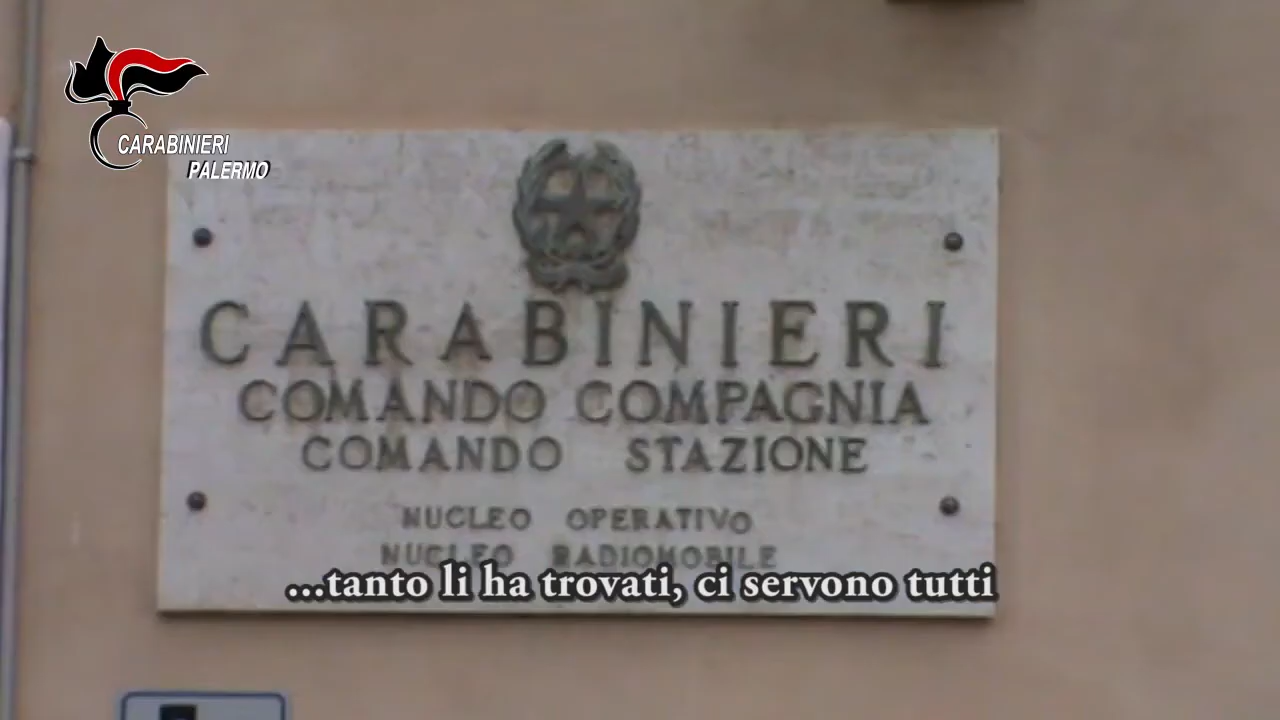 CARABINIERI
PALERMO
CARABINIERI
COMANDO COMPAGNIA
COMANDO STAZIONE
NUCLEO OPERATIVO
NUCLEO RADIOMOBILE
...tanto li ha trovati, ci servono tutti